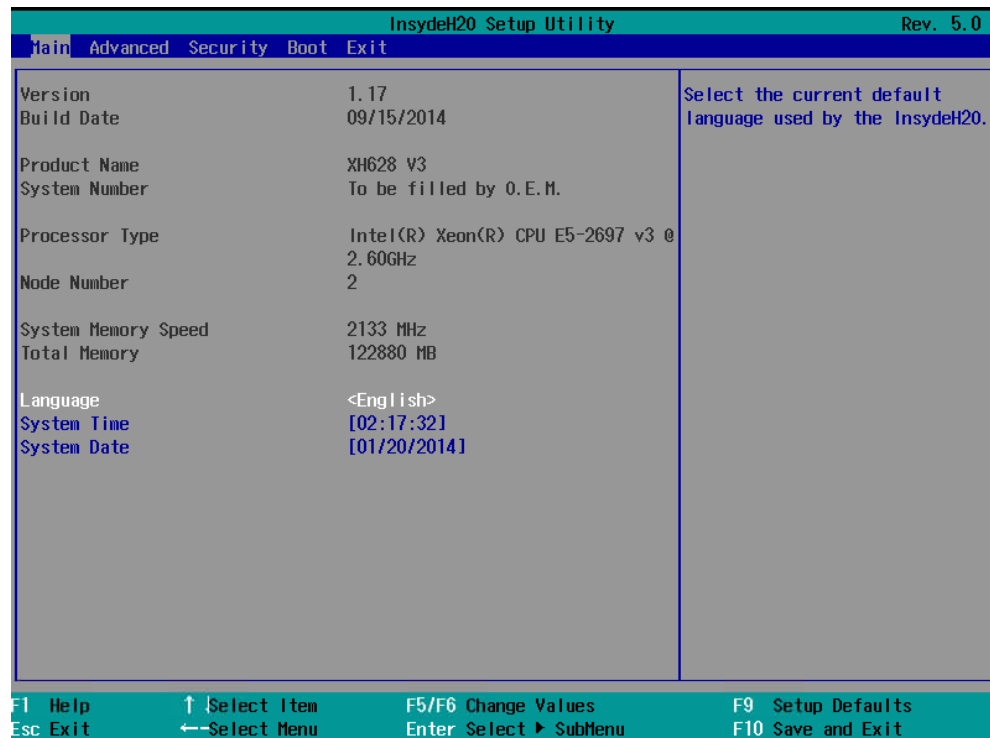 InsydeH20 Setup Utility Rev. 5.0
Main Advanced Security Boot Exit
Version 1.17
Build Date 09/15/2014
Product Name XH628 V3
System Number To be filled by O.E.M.
Processor Type Intel(R) Xeon(R) CPU E5-2697 v3 @
2.60GHz
Node Number 2
System Memory Speed 2133 MHz
Total Memory 122880 MB
Language <English>
System Time [02:17:32]
System Date [01/20/2014]
Select the current default
language used by the InsydeH20.
F1 Help ↑↓Select Item F5/F6 Change Values F9 Setup Defaults
Esc Exit ←→Select Menu Enter Select ▶ SubMenu F10 Save and Exit